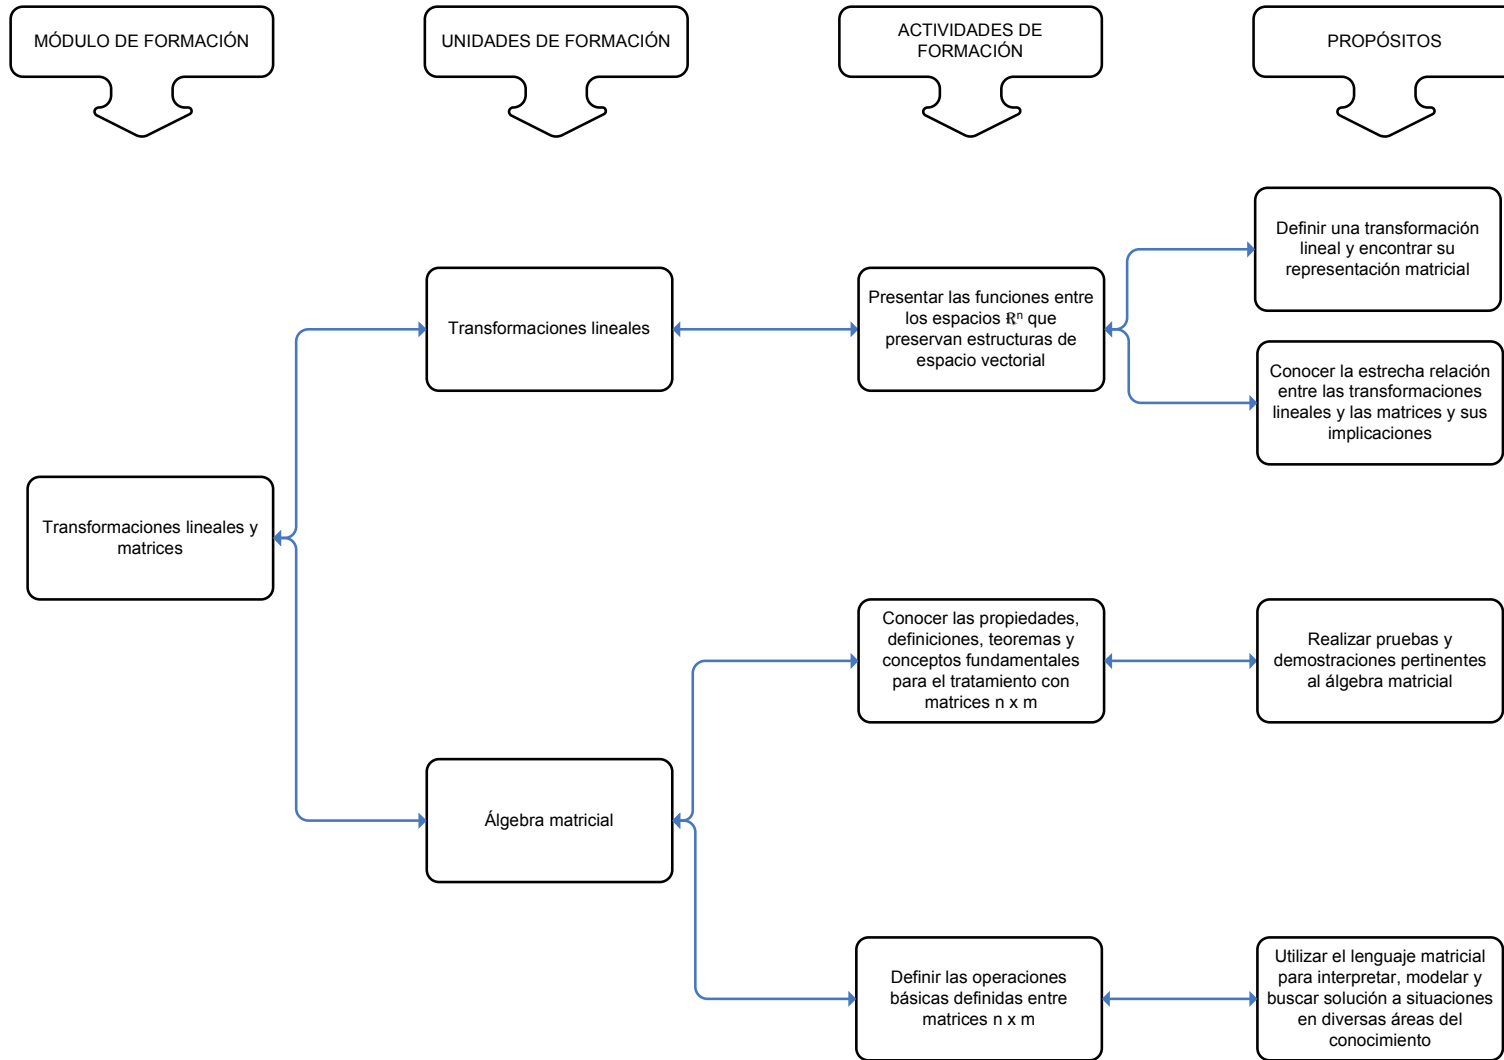 MÓDULO DE FORMACIÓN
UNIDADES DE FORMACIÓN
ACTIVIDADES DE
FORMACIÓN
PROPÓSITOS
Transformaciones lineales y
matrices
Transformaciones lineales
Presentar las funciones entre
los espacios ℝⁿ que
preservan estructuras de
espacio vectorial
Definir una transformación
lineal y encontrar su
representación matricial
Conocer la estrecha relación
entre las transformaciones
lineales y las matrices y sus
implicaciones
Álgebra matricial
Conocer las propiedades,
definiciones, teoremas y
conceptos fundamentales
para el tratamiento con
matrices n x m
Realizar pruebas y
demostraciones pertinentes
al álgebra matricial
Definir las operaciones
básicas definidas entre
matrices n x m
Utilizar el lenguaje matricial
para interpretar, modelar y
buscar solución a situaciones
en diversas áreas del
conocimiento